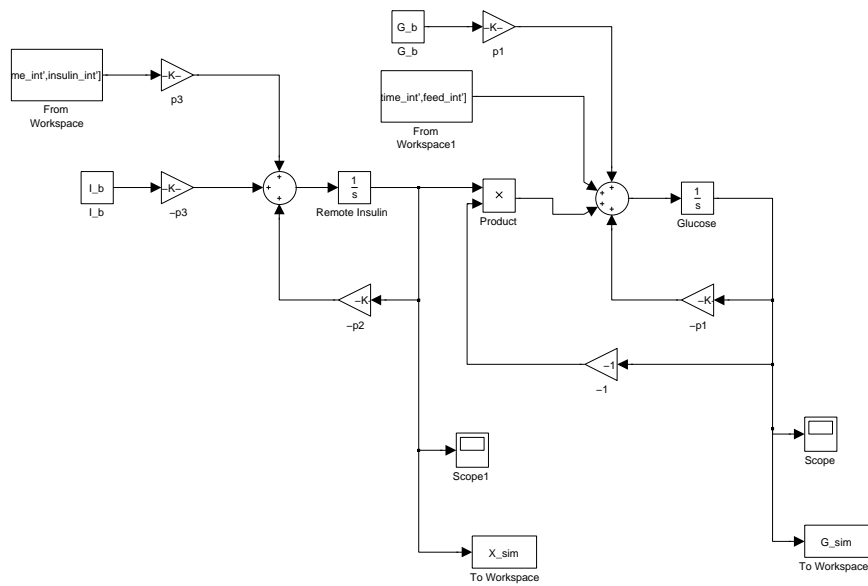 G_b
G_b
–K–
p1
me_int',insulin_int']
From
Workspace
–K–
p3
time_int',feed_int']
From
Workspace1
I_b
I_b
–K–
–p3
+
+
+
+
1
s
Remote Insulin
×
Product
+
+
+
+
+
1
s
Glucose
–K–
–p2
–K–
–p1
–1
–1
Scope1
Scope
X_sim
To Workspace
G_sim
To Workspace